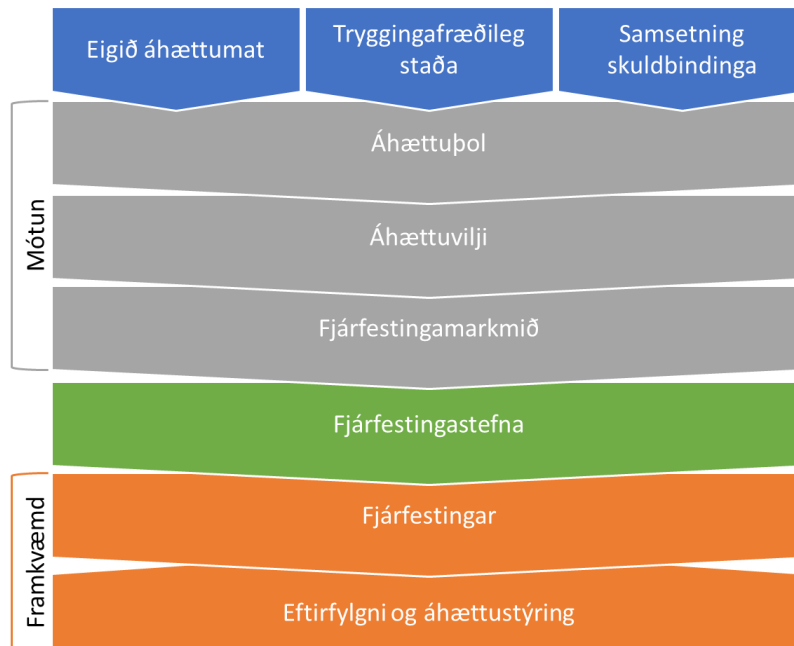 Eigið áhættumat
Tryggingafræðileg
staða
Samsetning
skuldbindinga
Mótun
Áhættuþol
Áhættuvilji
Fjárfestingamarkmið
Fjárfestingastefna
Framkvæmd
Fjárfestingar
Eftirfylgni og áhættustýring